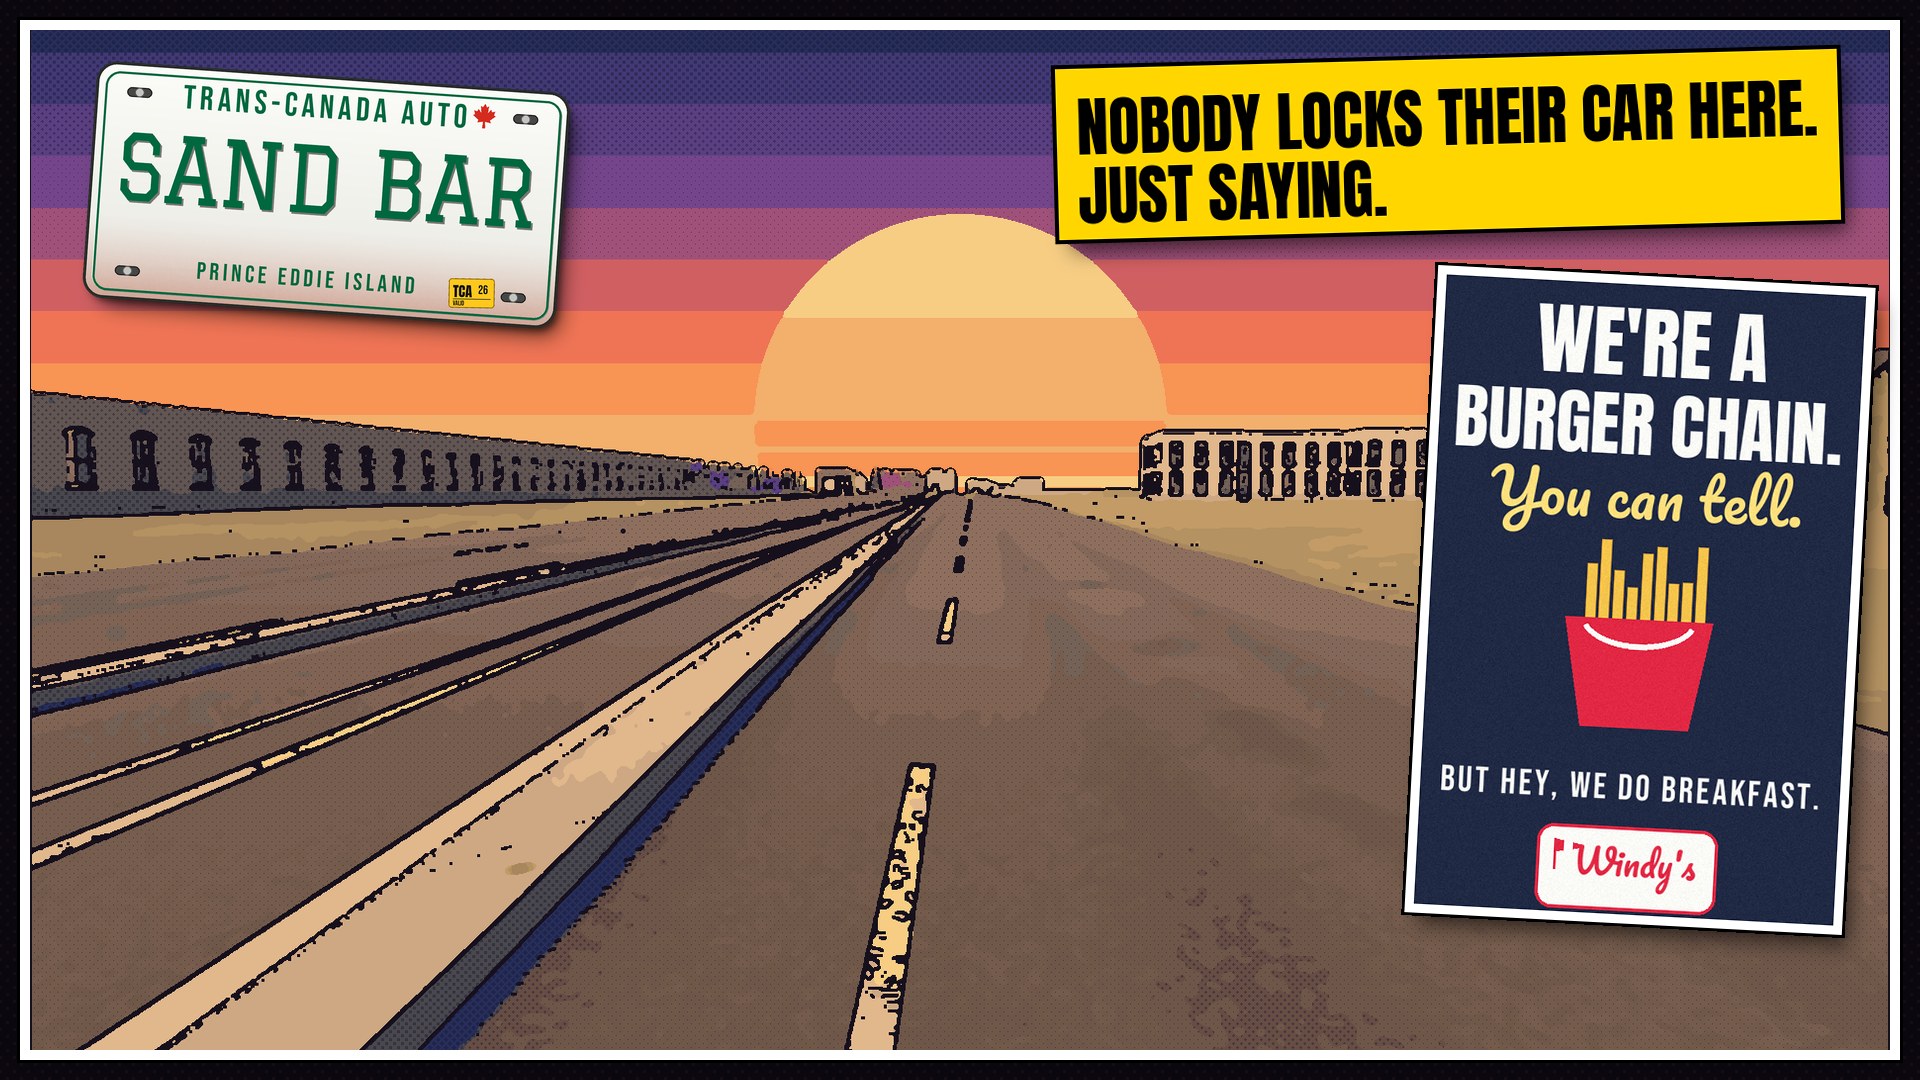 TRANS-CANADA AUTO
SAND BAR
PRINCE EDDIE ISLAND
TCA 26
VALID
NOBODY LOCKS THEIR CAR HERE.
JUST SAYING.
WE'RE A
BURGER CHAIN.
You can tell.
BUT HEY, WE DO BREAKFAST.
Windy's